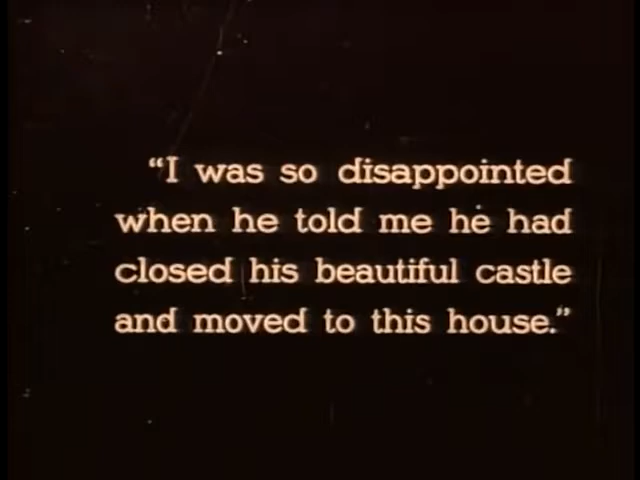 “I was so disappointed
when he told me he had
closed his beautiful castle
and moved to this house.”